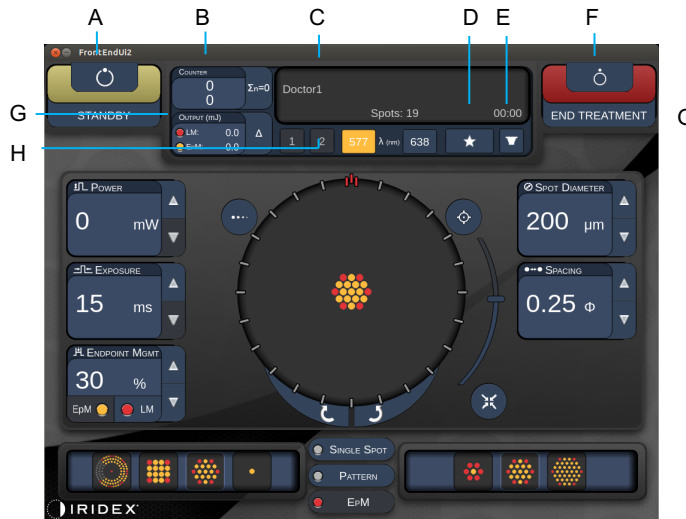 A
B
C
D
E
F
FrontEndUi2
COUNTER
0
0
Σn=0
Doctor1
Spots: 19
00:00
STANDBY
END TREATMENT
G
OUTPUT (mJ)
LM: 0.0
EpM: 0.0
Δ
H
1
2
577
λ (nm)
638
POWER
0 mW
SPOT DIAMETER
200 µm
EXPOSURE
15 ms
SPACING
0.25 Φ
ENDPOINT MGMT
30 %
EpM
LM
SINGLE SPOT
PATTERN
EPM
IRIDEX